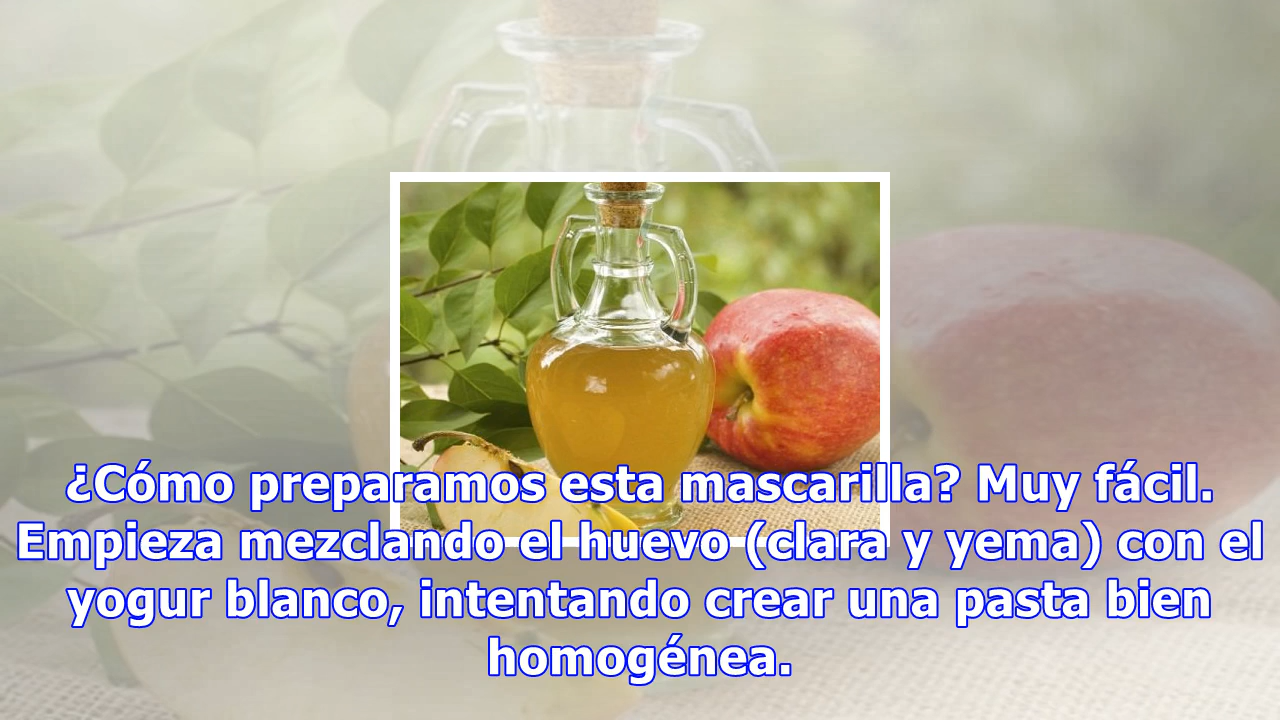 ¿Cómo preparamos esta mascarilla? Muy fácil.
Empieza mezclando el huevo (clara y yema) con el
yogur blanco, intentando crear una pasta bien
homogénea.